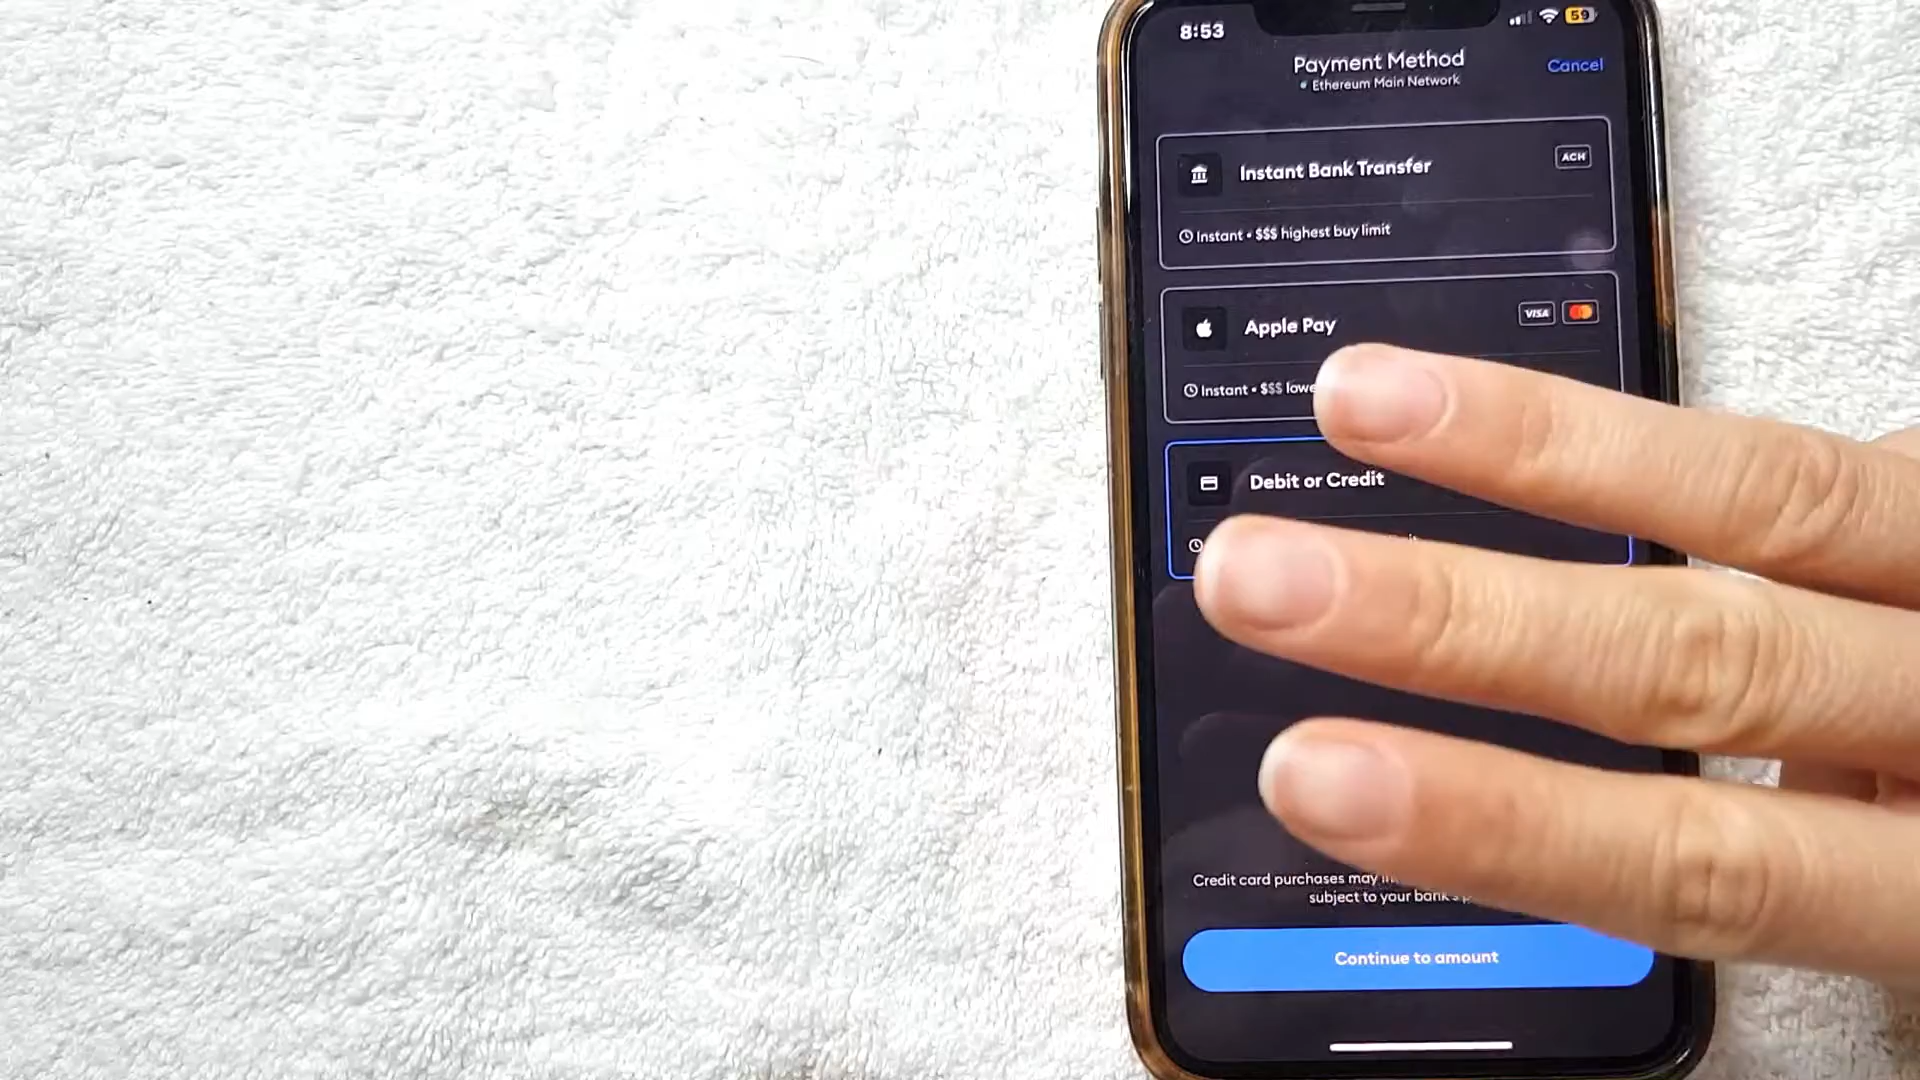 8:53
59
Payment Method
Cancel
Ethereum Main Network
Instant Bank Transfer
ACH
Instant • $$$ highest buy limit
Apple Pay
VISA
Instant • $$$
Debit or Credit
Credit card purchases may
subject to your bank's
Continue to amount